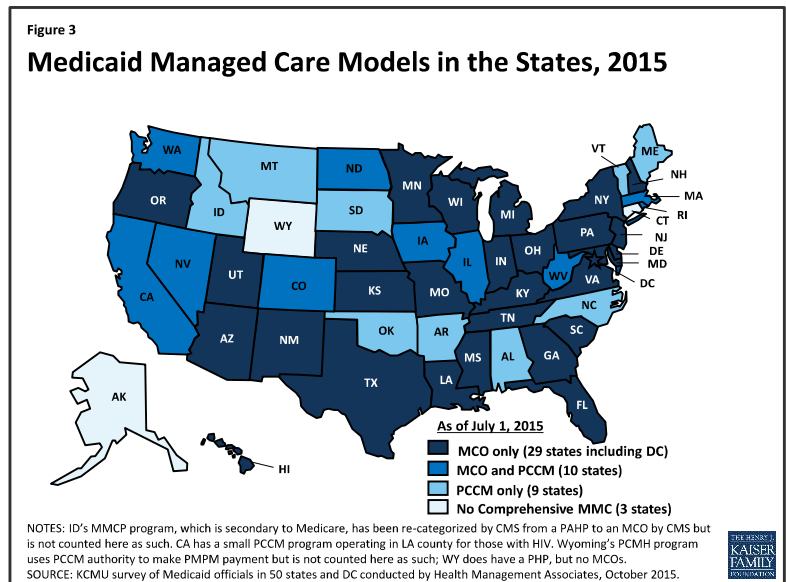 Figure 3
Medicaid Managed Care Models in the States, 2015
WA
MT
ND
MN
VT
ME
NH
OR
ID
SD
WI
MI
NY
MA
RI
CT
WY
NE
IA
PA
NJ
DE
MD
DC
NV
UT
CO
IL
IN
OH
WV
VA
CA
KS
MO
KY
NC
AZ
NM
OK
AR
TN
SC
MS
AL
GA
TX
LA
FL
AK
HI
As of July 1, 2015
MCO only (29 states including DC)
MCO and PCCM (10 states)
PCCM only (9 states)
No Comprehensive MMC (3 states)
NOTES: ID's MMCP program, which is secondary to Medicare, has been re-categorized by CMS from a PAHP to an MCO by CMS but
is not counted here as such. CA has a small PCCM program operating in LA county for those with HIV. Wyoming's PCMH program
uses PCCM authority to make PMPM payment but is not counted here as such; WY does have a PHP, but no MCOs.
SOURCE: KCMU survey of Medicaid officials in 50 states and DC conducted by Health Management Associates, October 2015.
THE HENRY J.
KAISER
FAMILY
FOUNDATION